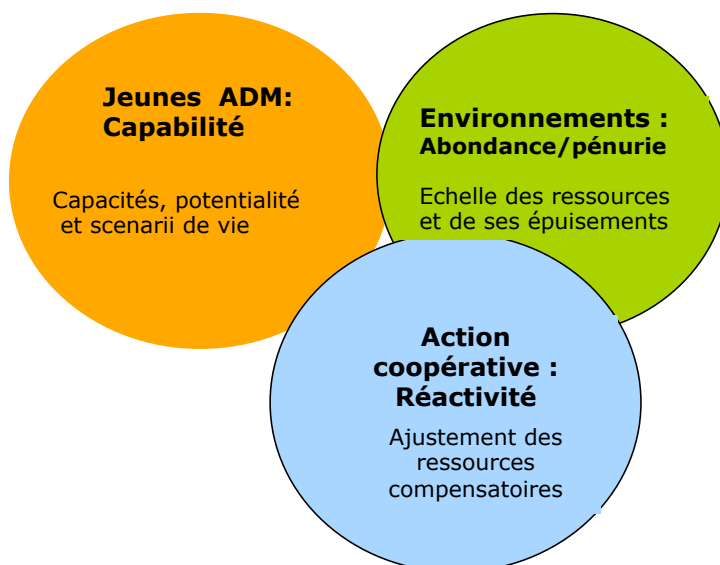 Jeunes ADM:
Capabilité
Capacités, potentialité
et scenarii de vie
Environnements :
Abondance/pénurie
Echelle des ressources
et de ses épuisements
Action
coopérative :
Réactivité
Ajustement des
ressources
compensatoires